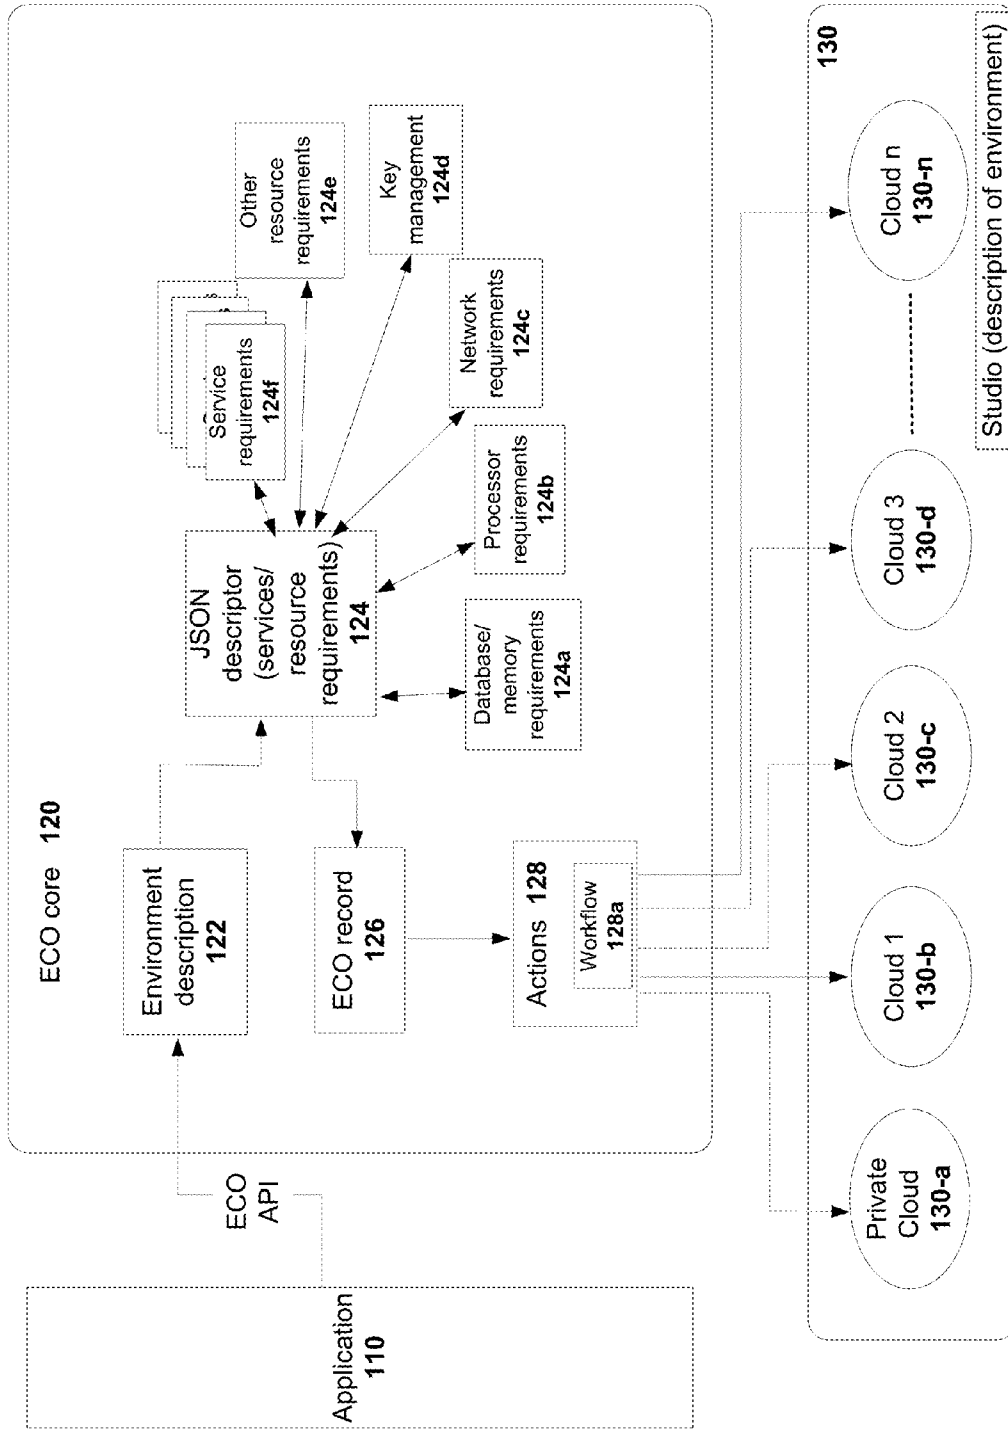 Application
110
ECO
API
ECO core 120
Environment
description
122
JSON
descriptor
(services/
resource
requirements)
124
Service
requirements
124f
s
s
Other
resource
requirements
124e
Key
management
124d
Network
requirements
124c
Processor
requirements
124b
Database/
memory
requirements
124a
ECO record
126
Actions 128
Workflow
128a
130
Private
Cloud
130-a
Cloud 1
130-b
Cloud 2
130-c
Cloud 3
130-d
Cloud n
130-n
Studio (description of environment)